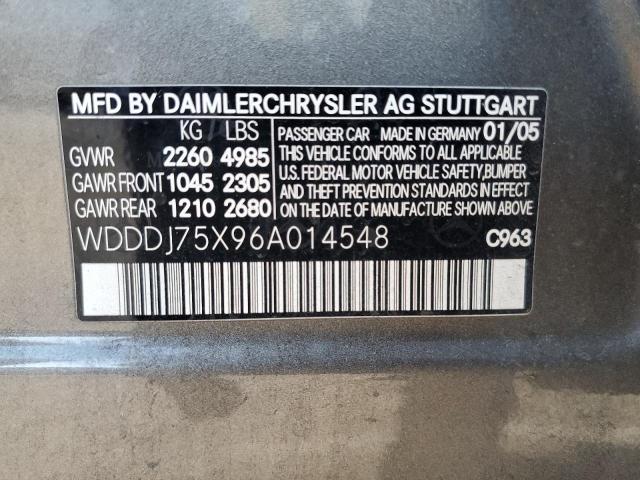 MFD BY DAIMLERCHRYSLER AG STUTTGART
KG LBS
GVWR 2260 4985
GAWR FRONT 1045 2305
GAWR REAR 1210 2680
PASSENGER CAR MADE IN GERMANY 01/05
THIS VEHICLE CONFORMS TO ALL APPLICABLE
U.S. FEDERAL MOTOR VEHICLE SAFETY, BUMPER
AND THEFT PREVENTION STANDARDS IN EFFECT
ON THE DATE OF MANUFACTURE SHOWN ABOVE.
WDDDJ75X96A014548 C963